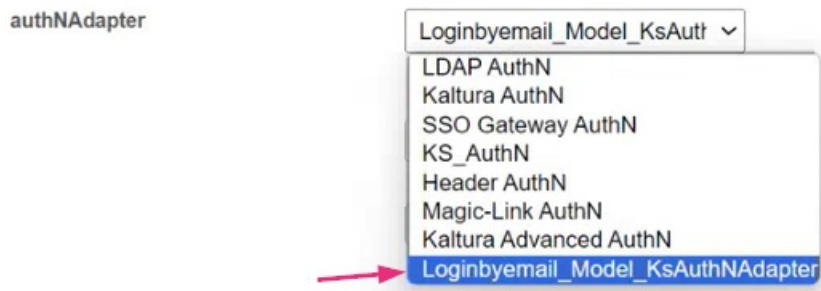 authNAdapter
Loginbyemail_Model_KsAuth
LDAP AuthN
Kaltura AuthN
SSO Gateway AuthN
KS_AuthN
Header AuthN
Magic-Link AuthN
Kaltura Advanced AuthN
Loginbyemail_Model_KsAuthNAdapter